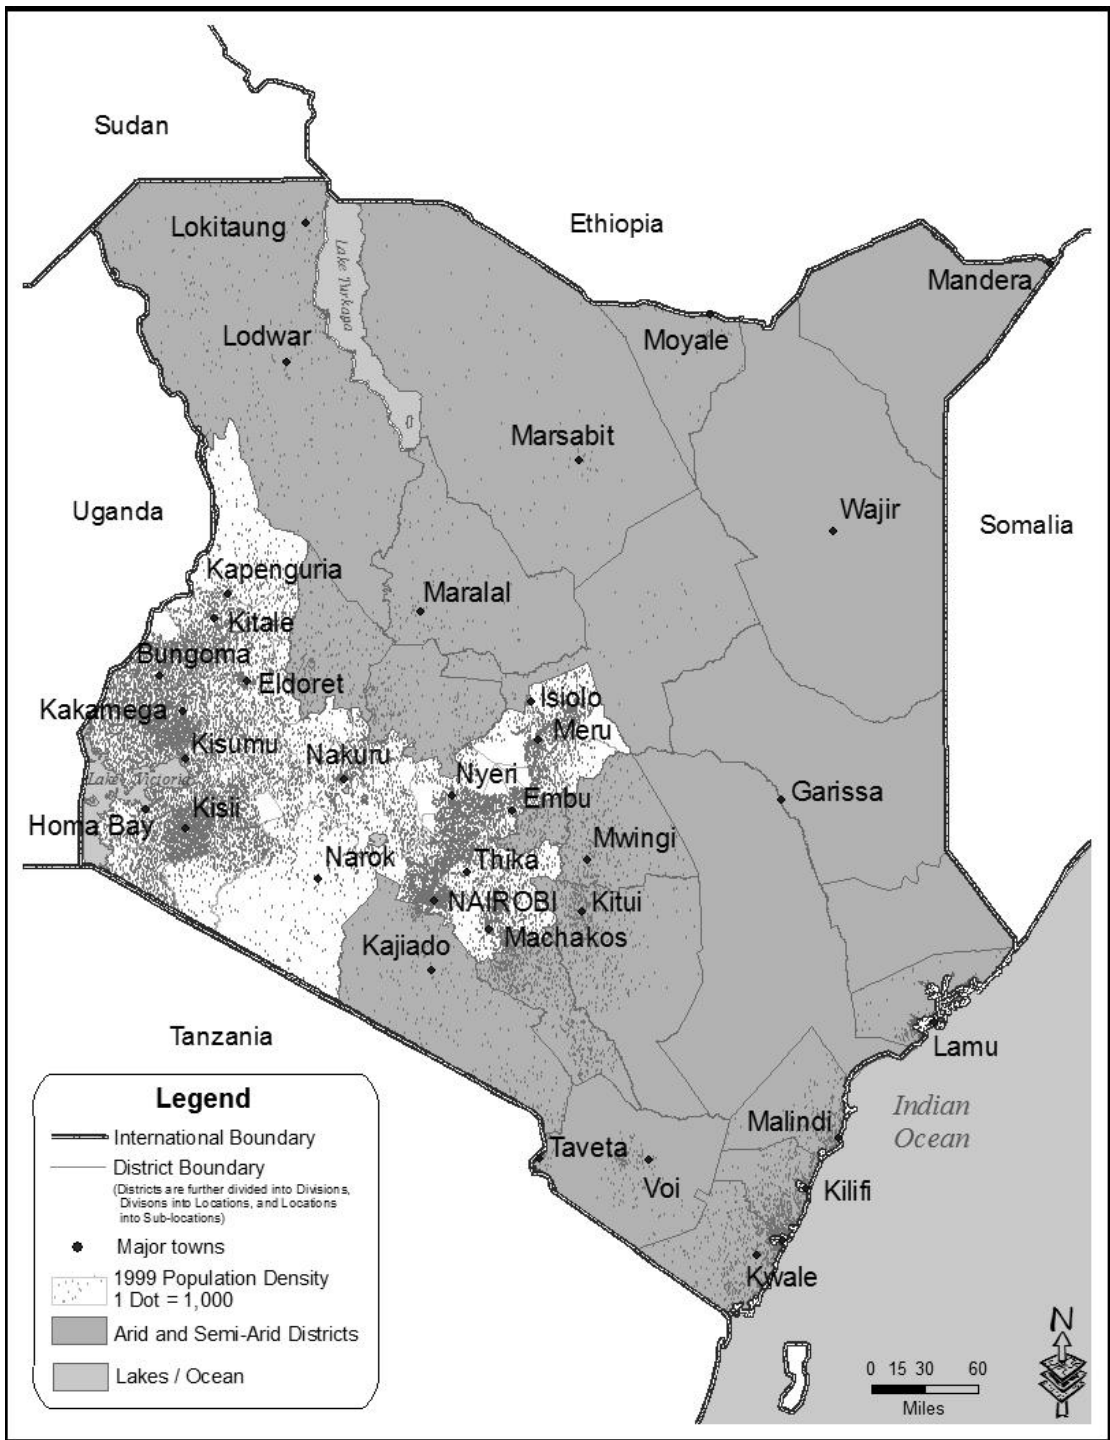 Sudan
Ethiopia
Lokitaung
Lake Turkapa
Mandera
Lodwar
Moyale
Marsabit
Uganda
Wajir
Somalia
Kapenguria
Maralal
Kitale
Bungoma
Eldoret
Isiolo
Kakamega
Meru
Kisumu
Nakuru
Lake Victoria
Nyeri
Garissa
Kisii
Embu
Homa Bay
Mwingi
Narok
Thika
NAIROBI
Kitui
Machakos
Kajiado
Tanzania
Lamu
Indian
Ocean
Malindi
Taveta
Voi
Kilifi
Kwale
Legend
International Boundary
District Boundary
(Districts are further divided into Divisions,
Divisons into Locations, and Locations
into Sub-locations)
Major towns
1999 Population Density
1 Dot = 1,000
Arid and Semi-Arid Districts
Lakes / Ocean
N
0 15 30 60
Miles